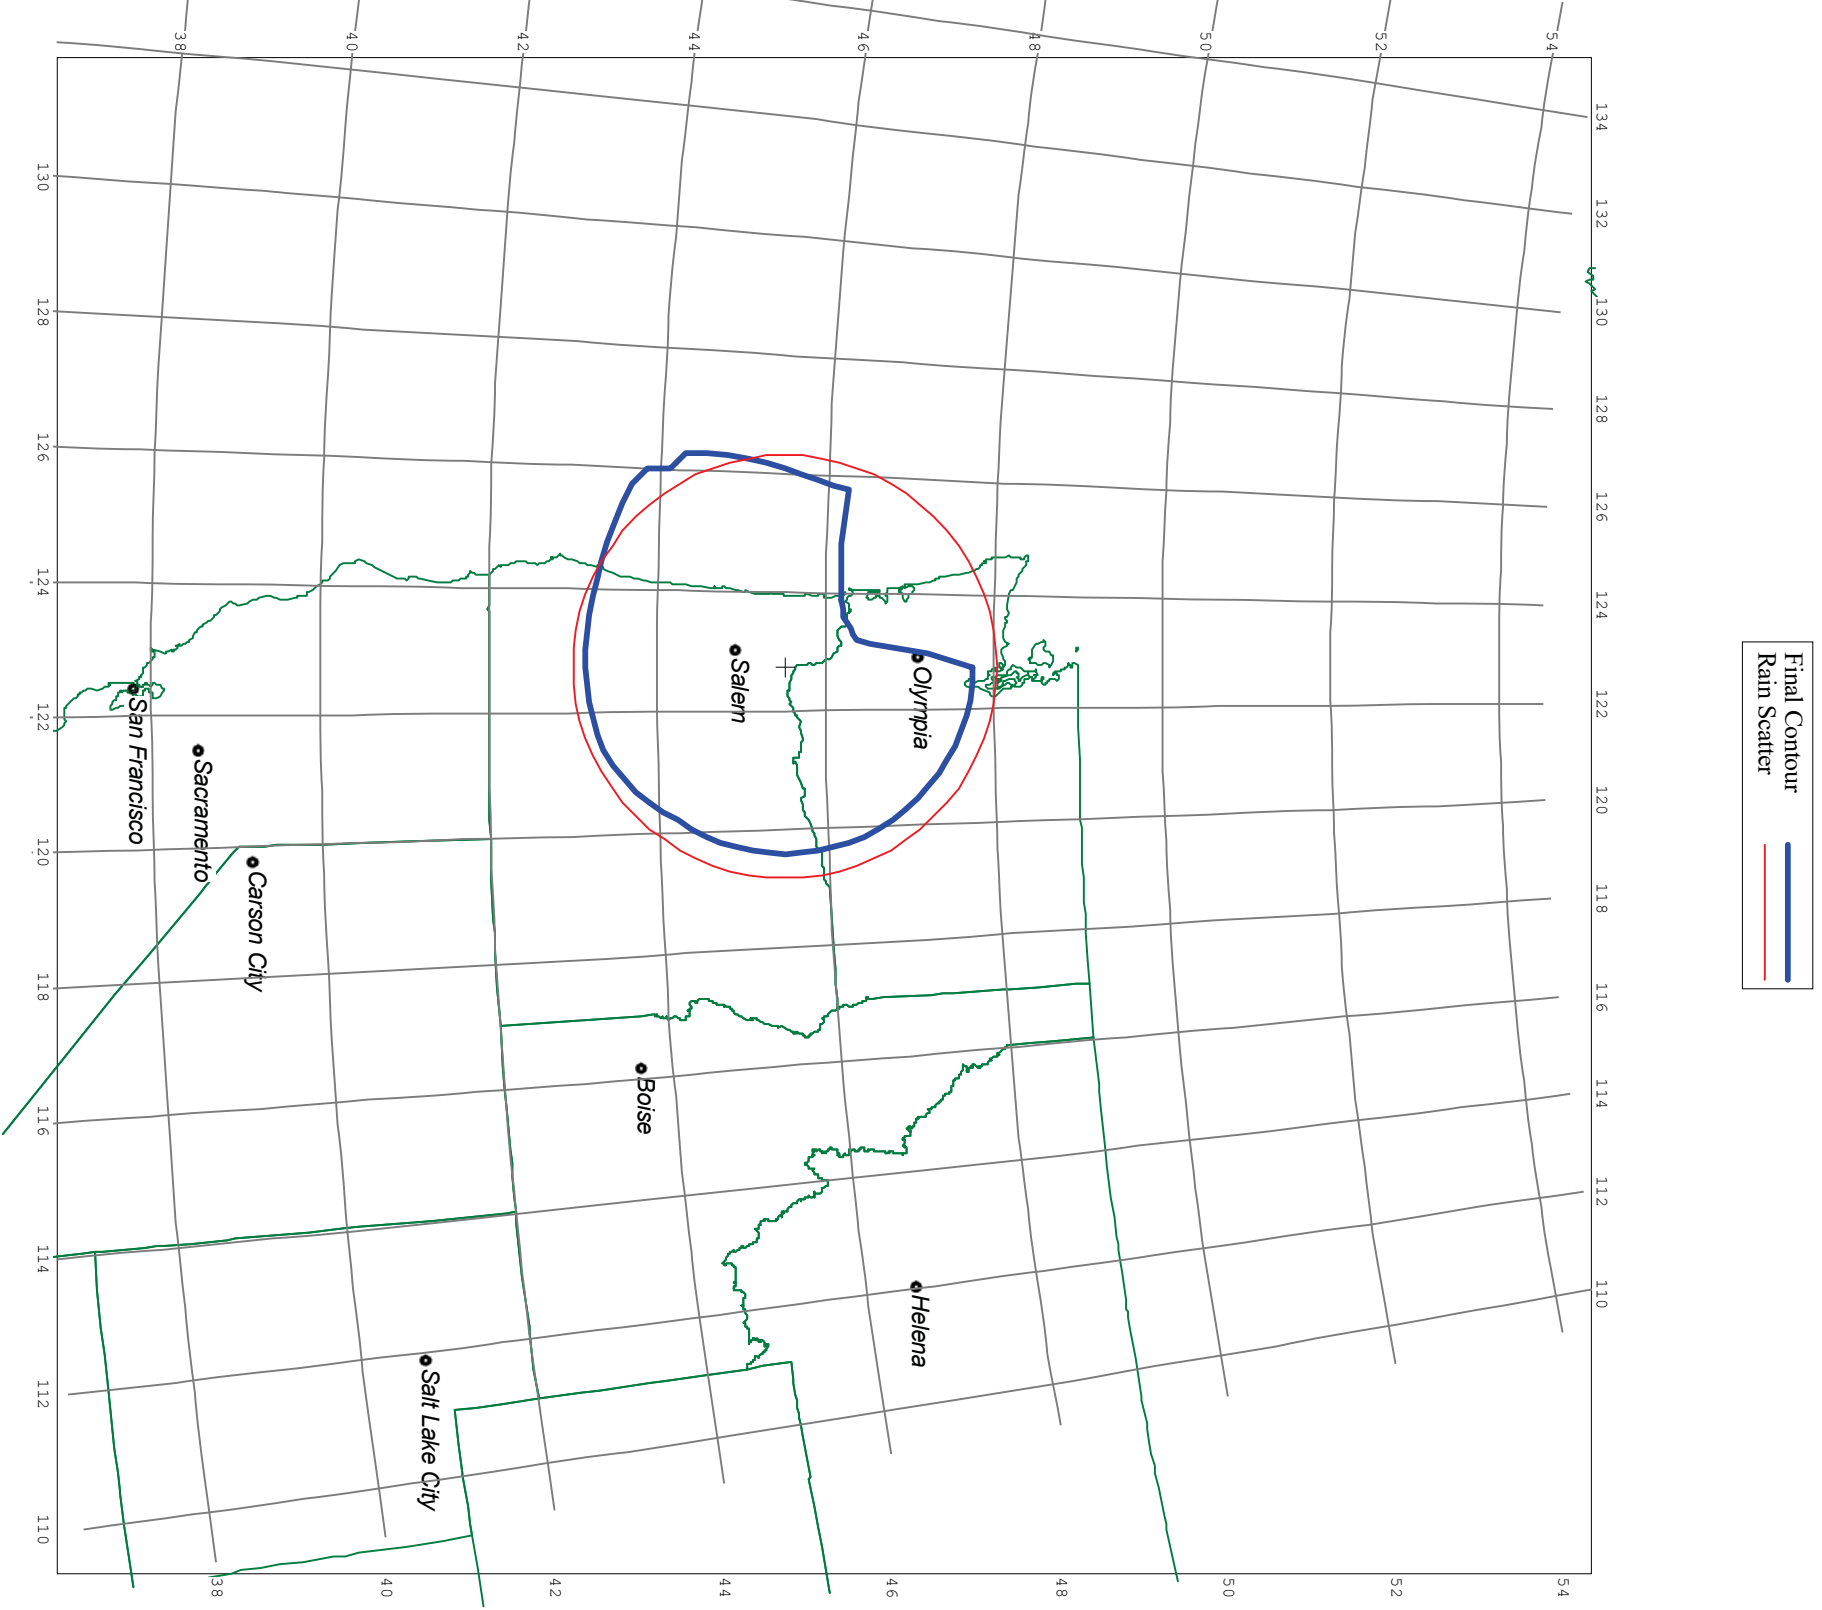 Final Contour
Rain Scatter
134 132 130 128 126 124 122 120 118 116 114 112 110
54 54
52 52
50 50
48 48
46 46
44 44
42 42
40 40
38 38
Olympia
Helena
Salem
Boise
Salt Lake City
Carson City
Sacramento
San Francisco
130 128 126 124 122 120 118 116 114 112 110